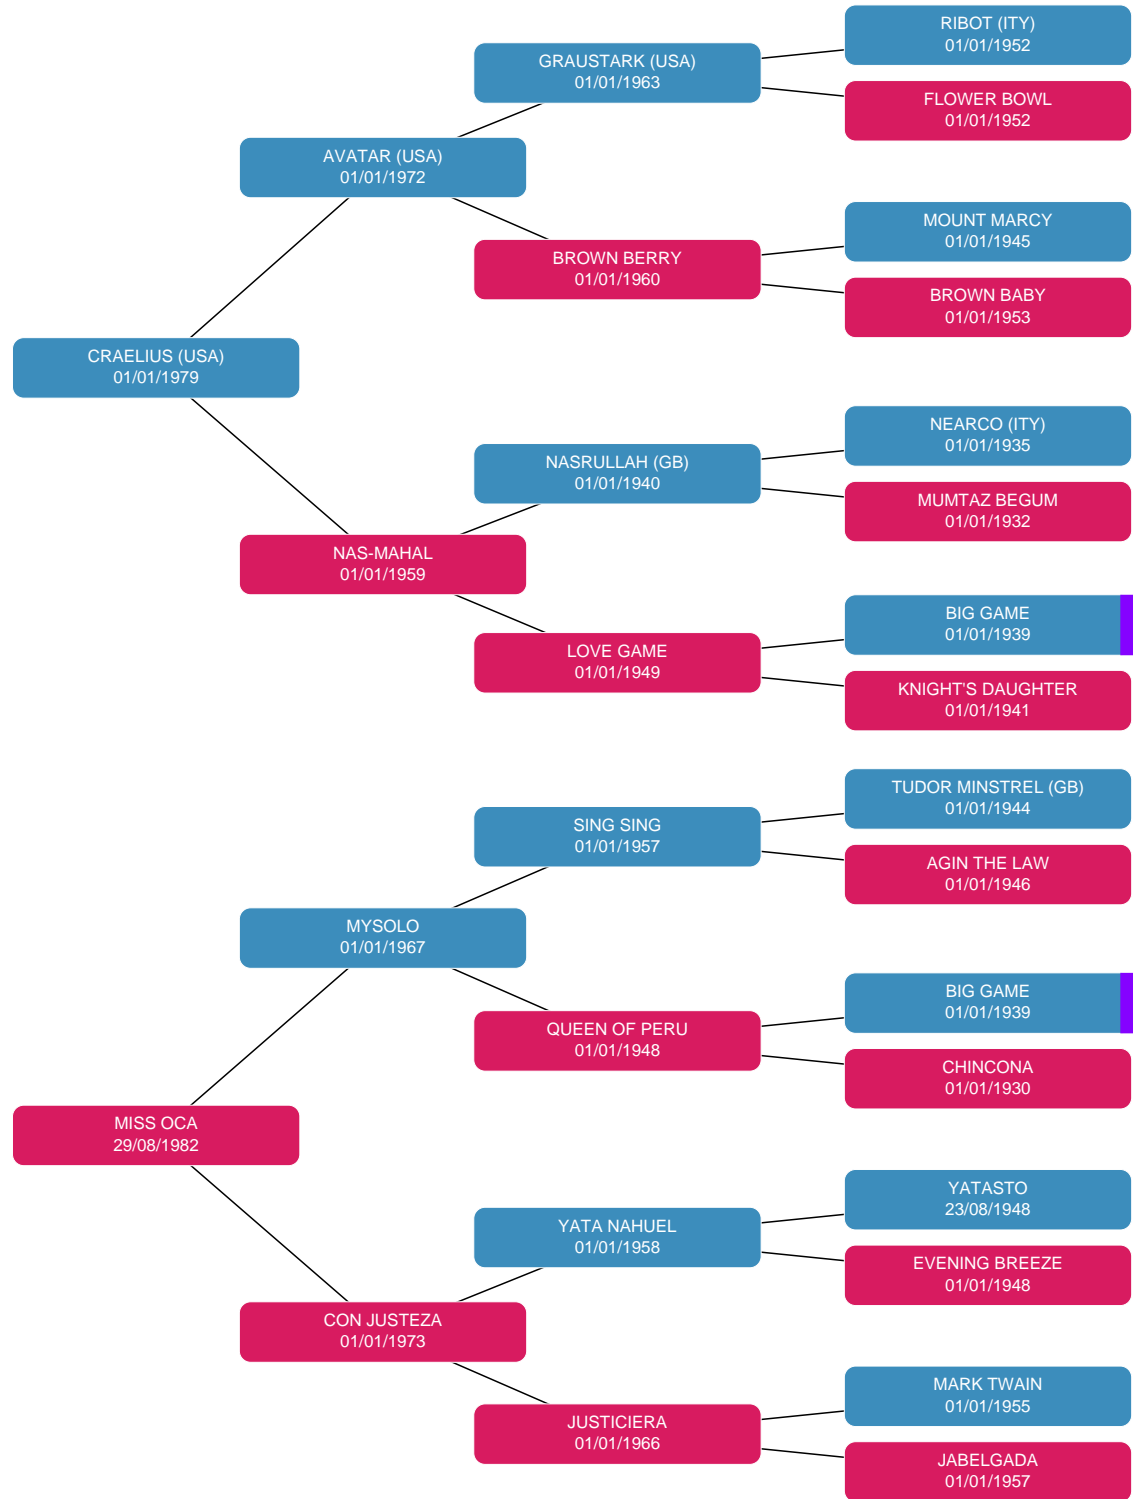 RIBOT (ITY)
01/01/1952
GRAUSTARK (USA)
01/01/1963
FLOWER BOWL
01/01/1952
AVATAR (USA)
01/01/1972
MOUNT MARCY
01/01/1945
BROWN BERRY
01/01/1960
BROWN BABY
01/01/1953
CRAELIUS (USA)
01/01/1979
NEARCO (ITY)
01/01/1935
NASRULLAH (GB)
01/01/1940
MUMTAZ BEGUM
01/01/1932
NAS-MAHAL
01/01/1959
BIG GAME
01/01/1939
LOVE GAME
01/01/1949
KNIGHT'S DAUGHTER
01/01/1941
TUDOR MINSTREL (GB)
01/01/1944
SING SING
01/01/1957
AGIN THE LAW
01/01/1946
MYSOLO
01/01/1967
BIG GAME
01/01/1939
QUEEN OF PERU
01/01/1948
CHINCONA
01/01/1930
MISS OCA
29/08/1982
YATASTO
23/08/1948
YATA NAHUEL
01/01/1958
EVENING BREEZE
01/01/1948
CON JUSTEZA
01/01/1973
MARK TWAIN
01/01/1955
JUSTICIERA
01/01/1966
JABELGADA
01/01/1957